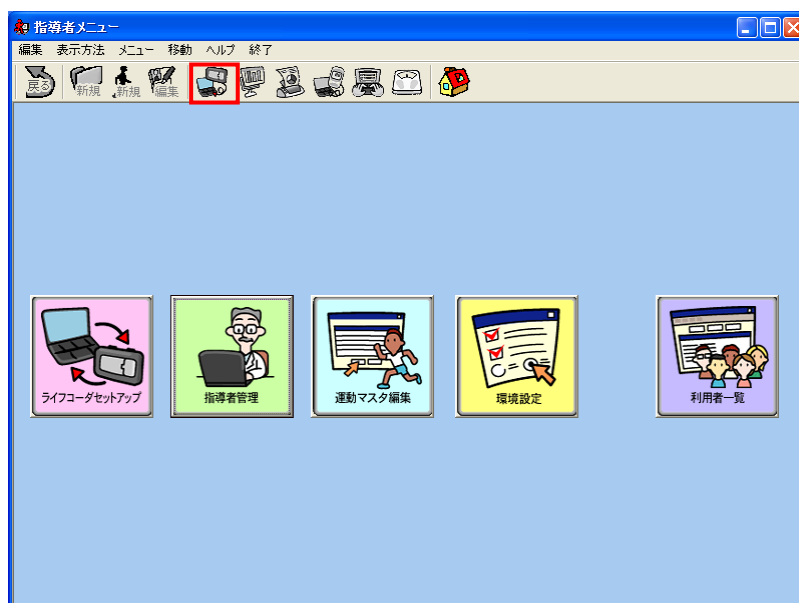 指導者メニュー
編集 表示方法 メニュー 移動 ヘルプ 終了
戻る 新規 新規 編集
ライフコーダセットアップ
指導者管理
運動マスタ編集
環境設定
利用者一覧